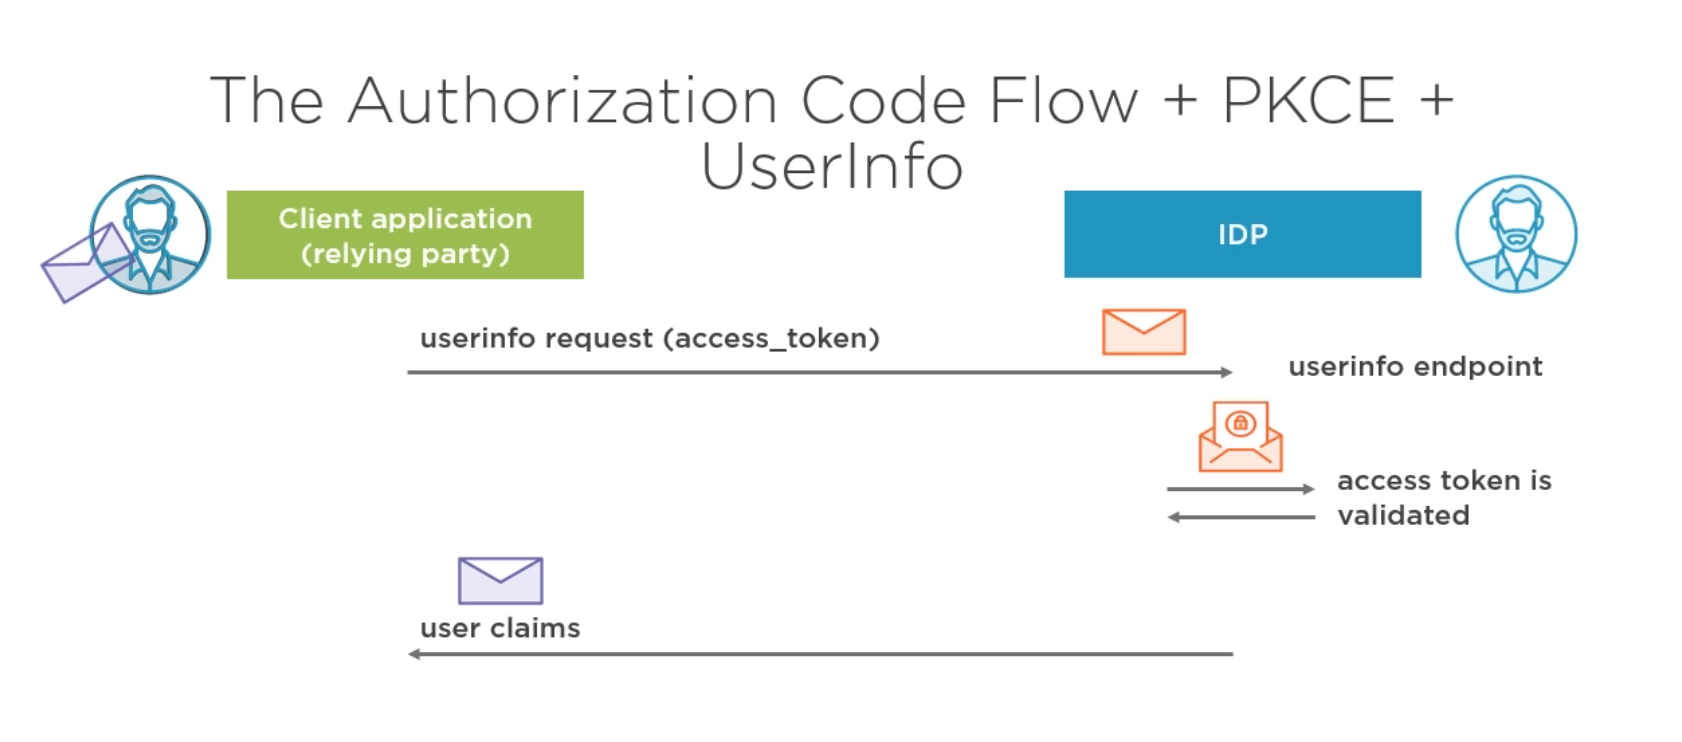 The Authorization Code Flow + PKCE +
UserInfo
Client application
(relying party)
IDP
userinfo request (access_token)
userinfo endpoint
access token is
validated
user claims